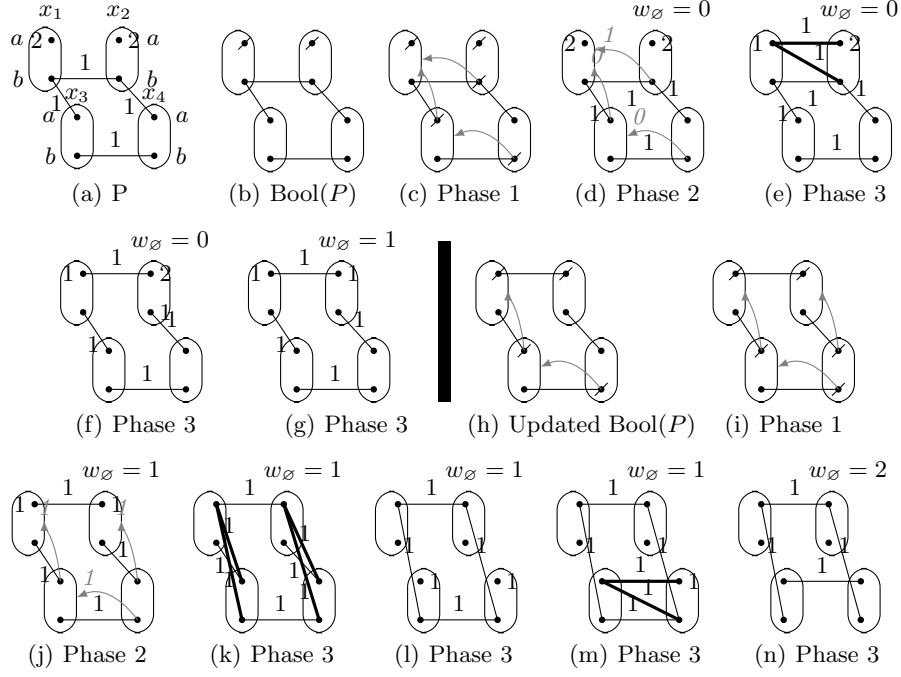 x₁ x₂ w∅ = 0 w∅ = 0
a 2 2 a 1 2 1 2 1 1 2
1 0 1
b b 1 1
x₃ 1 1 x₄ 1 0 1 1
a a 1 1
b b
(a) P (b) Bool(P) (c) Phase 1 (d) Phase 2 (e) Phase 3
w∅ = 0 w∅ = 1
1 1
1 2 1 1
1 1
1 1
1 1
(f) Phase 3 (g) Phase 3 (h) Updated Bool(P) (i) Phase 1
w∅ = 1 w∅ = 1 w∅ = 1 w∅ = 1 w∅ = 2
1 1 1 1 1
1 1 1 1
1 1 1 1 1 1 1 1
1 1 1 1 1 1 1 1
1 1 1 1
(j) Phase 2 (k) Phase 3 (l) Phase 3 (m) Phase 3 (n) Phase 3